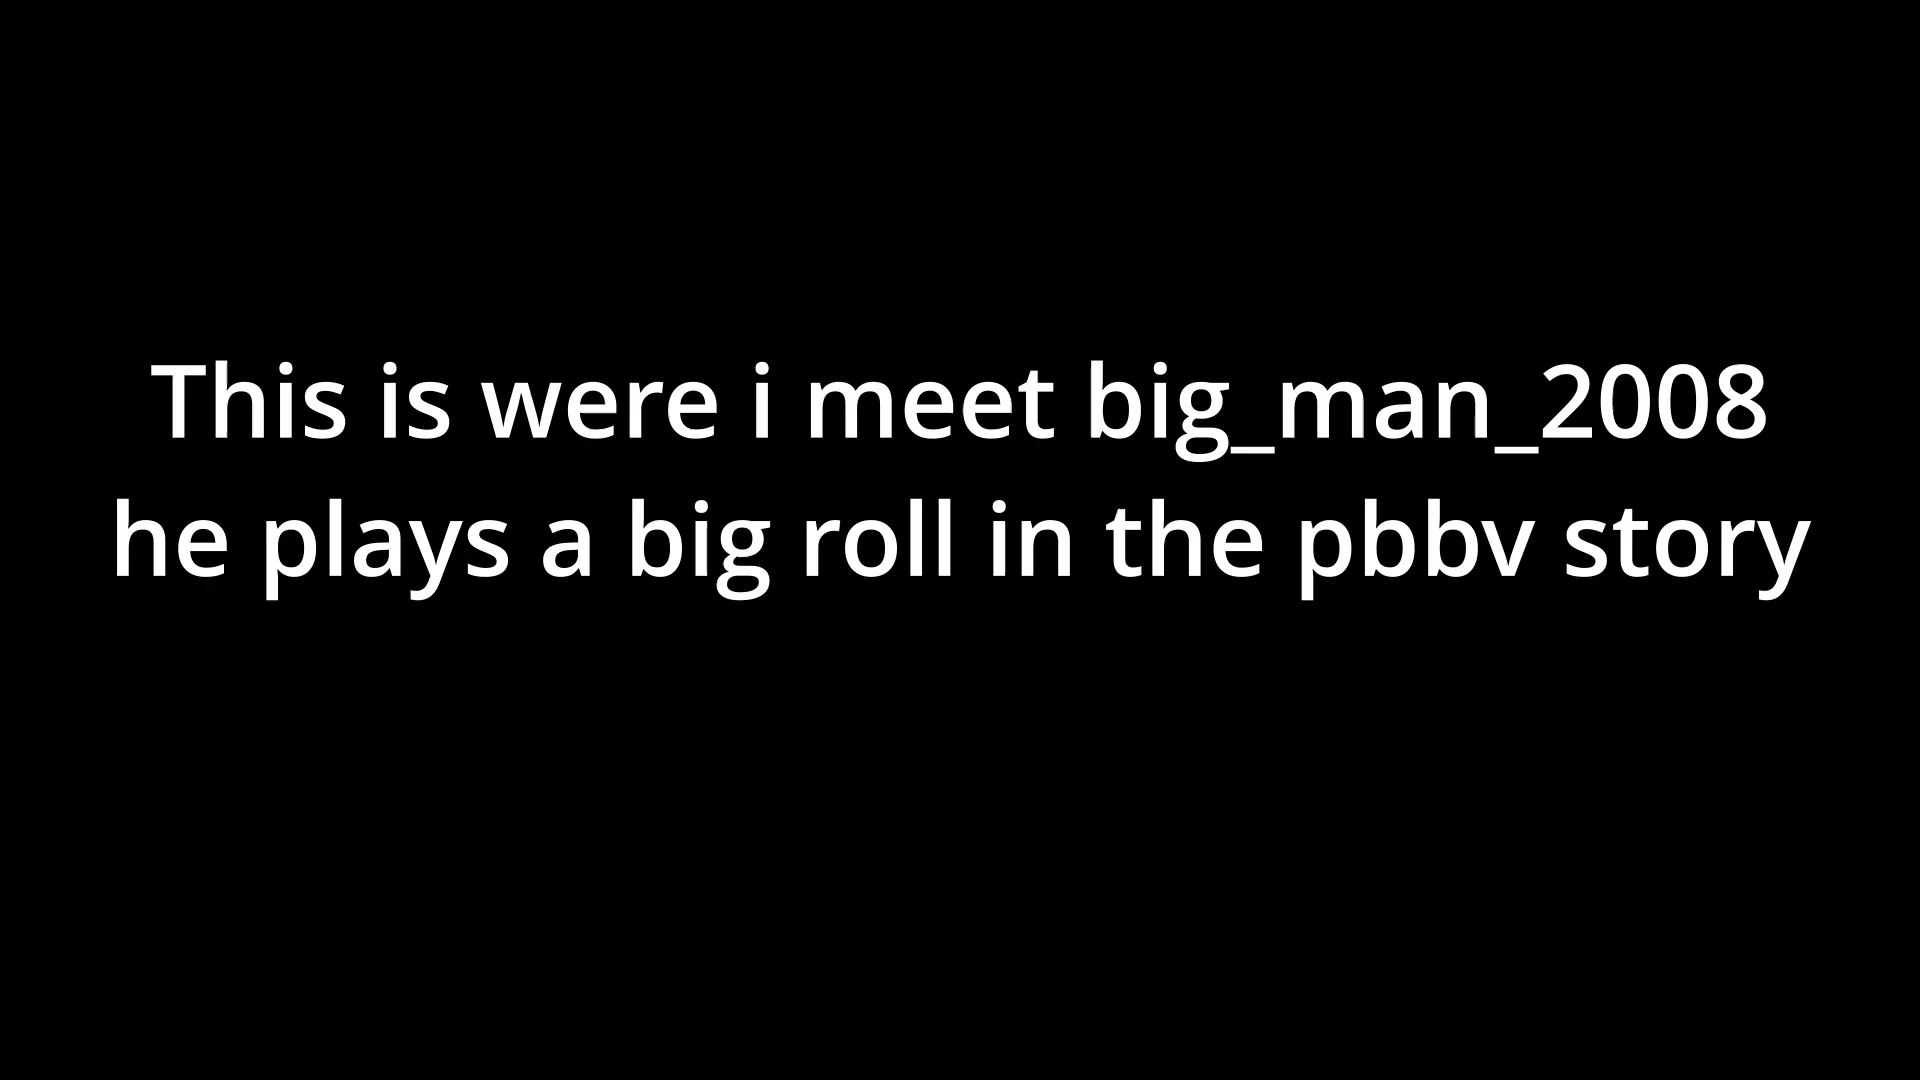 This is were i meet big_man_2008
he plays a big roll in the pbbv story